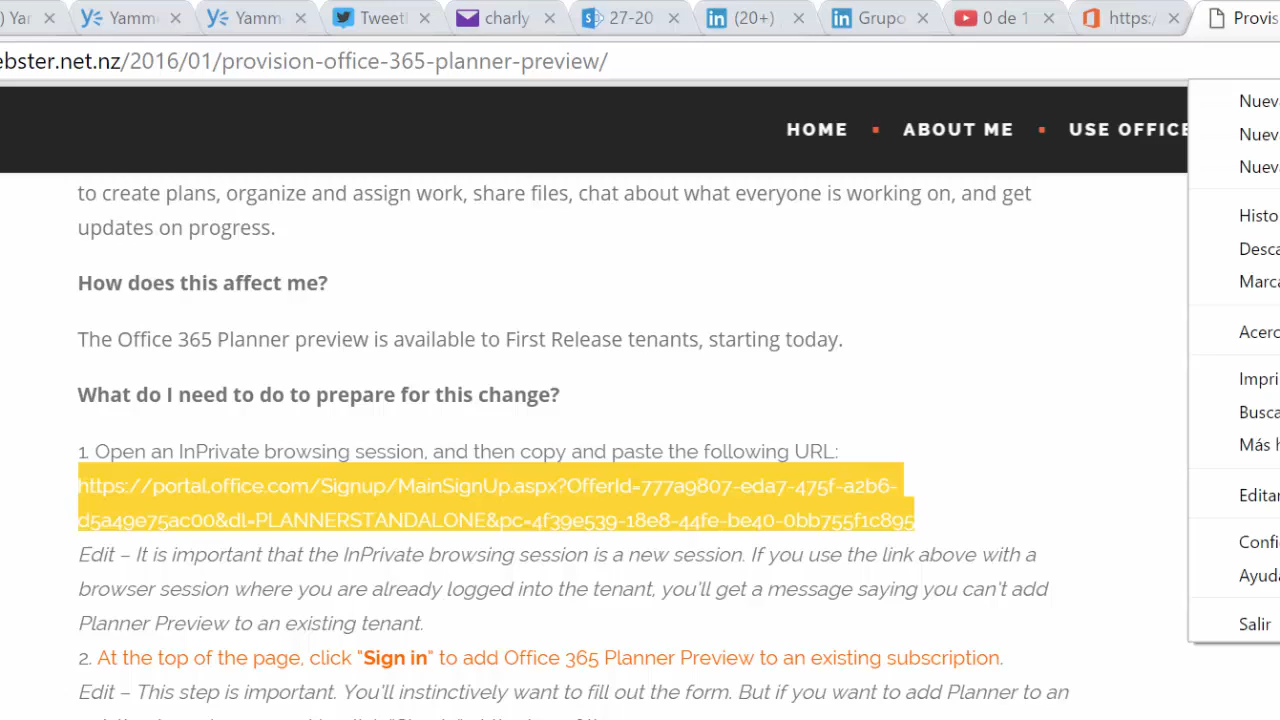 ) Yar
Yamm
Yamm
Tweet
charly
27-20
(20+)
Grupo
0 de 1
https:/
Provis
ebster.net.nz/2016/01/provision-office-365-planner-preview/
HOME
ABOUT ME
USE OFFICE
Nueva
Nueva
Nueva
Histo
Desca
Marca
Acerc
Impri
Busca
Más h
Editar
Confi
Ayuda
Salir
to create plans, organize and assign work, share files, chat about what everyone is working on, and get
updates on progress.
How does this affect me?
The Office 365 Planner preview is available to First Release tenants, starting today.
What do I need to do to prepare for this change?
1. Open an InPrivate browsing session, and then copy and paste the following URL:
https://portal.office.com/Signup/MainSignUp.aspx?OfferId=777a9807-eda7-475f-a2b6-
d5a49e75ac00&dl=PLANNERSTANDALONE&pc=4f39e539-18e8-44fe-be40-0bb755f1c895
Edit – It is important that the InPrivate browsing session is a new session. If you use the link above with a
browser session where you are already logged into the tenant, you'll get a message saying you can't add
Planner Preview to an existing tenant.
2. At the top of the page, click "Sign in" to add Office 365 Planner Preview to an existing subscription.
Edit – This step is important. You'll instinctively want to fill out the form. But if you want to add Planner to an